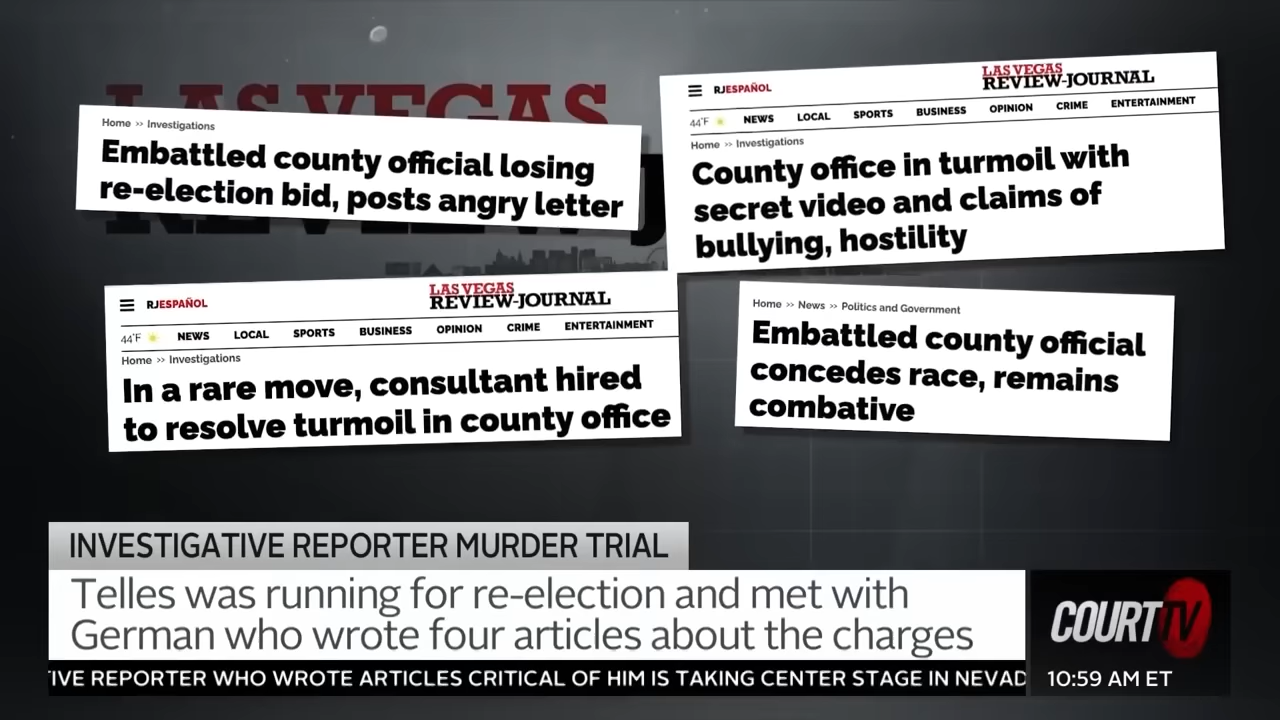 LAS VEGAS
Home >> Investigations
Embattled county official losing
re-election bid, posts angry letter
RJESPAÑOL
LAS VEGAS
REVIEW-JOURNAL
44°F NEWS LOCAL SPORTS BUSINESS OPINION CRIME ENTERTAINMENT
Home >> Investigations
County office in turmoil with
secret video and claims of
bullying, hostility
RJESPAÑOL
LAS VEGAS
REVIEW-JOURNAL
44°F NEWS LOCAL SPORTS BUSINESS OPINION CRIME ENTERTAINMENT
Home >> Investigations
In a rare move, consultant hired
to resolve turmoil in county office
Home >> News >> Politics and Government
Embattled county official
concedes race, remains
combative
INVESTIGATIVE REPORTER MURDER TRIAL
Telles was running for re-election and met with
German who wrote four articles about the charges
COURT TV
IVE REPORTER WHO WROTE ARTICLES CRITICAL OF HIM IS TAKING CENTER STAGE IN NEVAD
10:59 AM ET